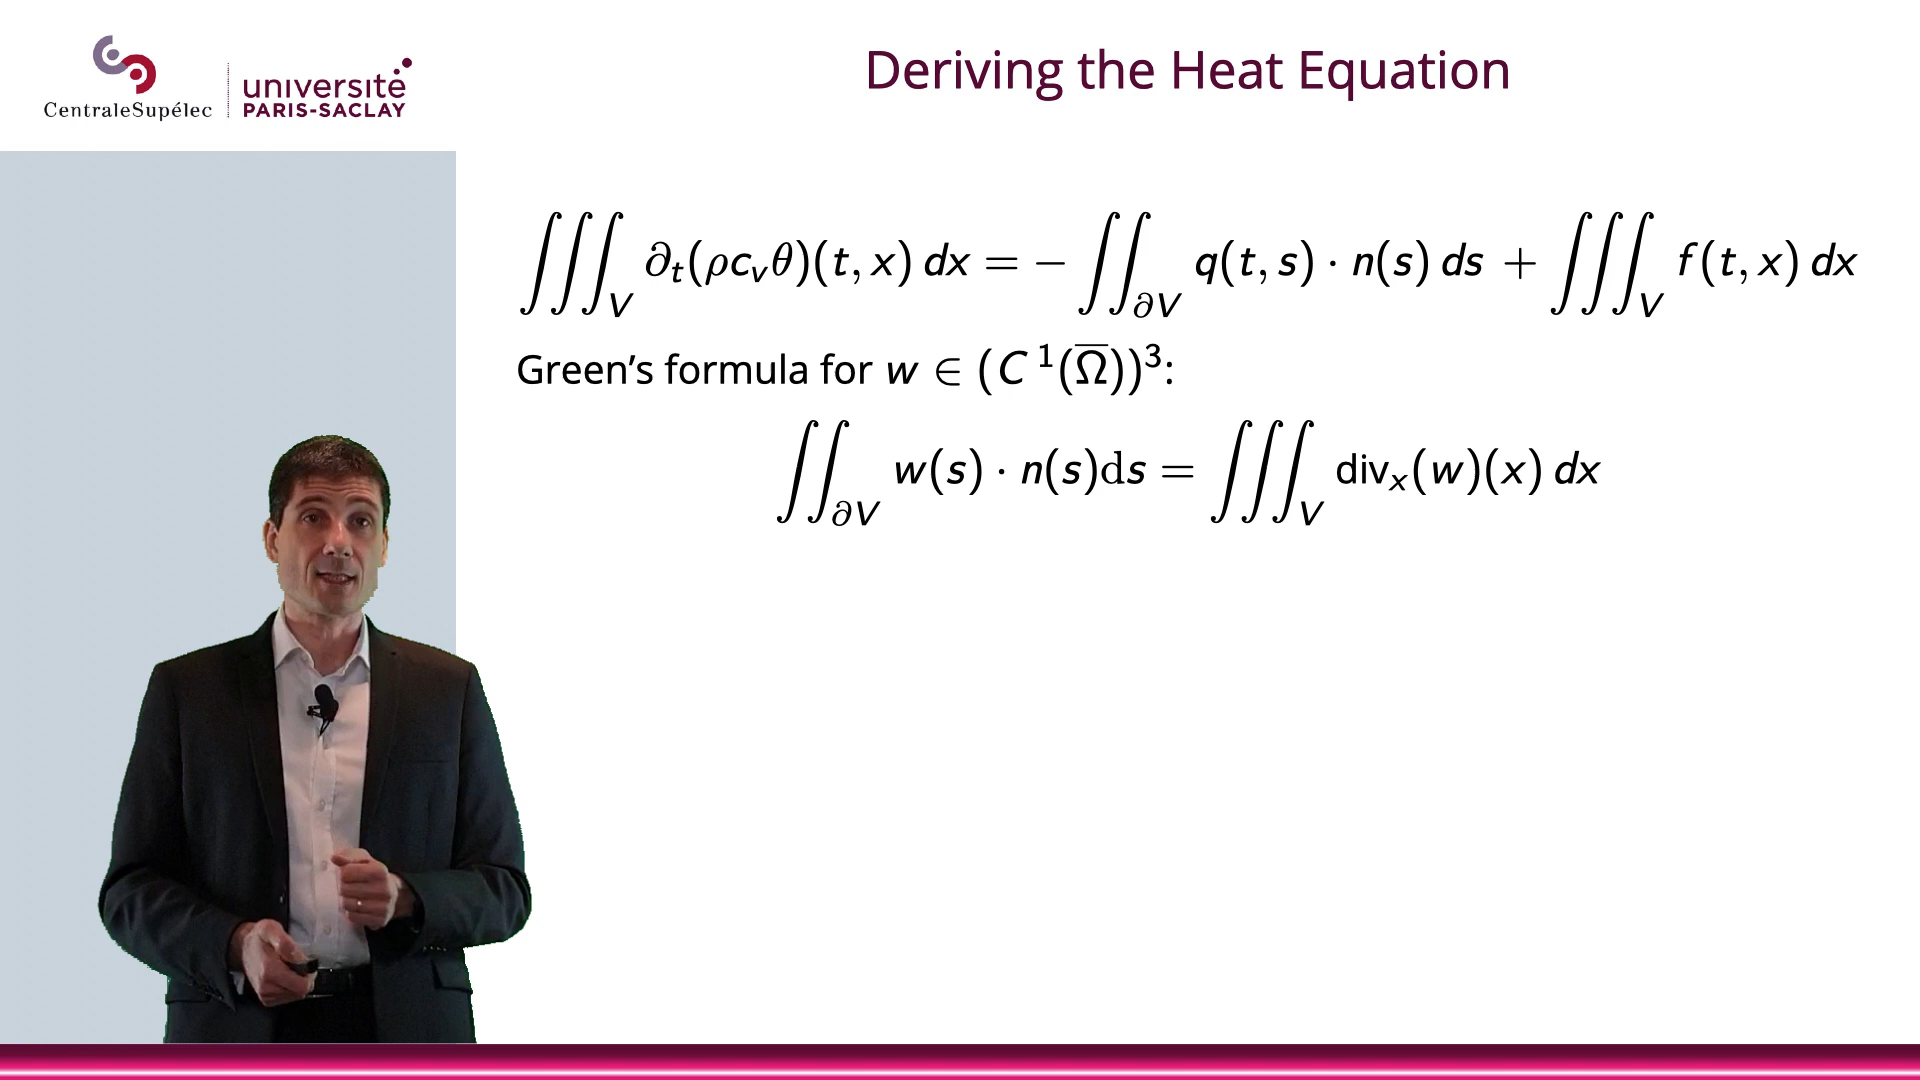 CentraleSupélec
université
PARIS-SACLAY
Deriving the Heat Equation
∭_V ∂_t(ρc_vθ)(t, x) dx = − ∬_∂V q(t, s) · n(s) ds + ∭_V f(t, x) dx
Green’s formula for w ∈ (C¹(Ω̅))³:
∬_∂V w(s) · n(s)ds = ∭_V div_x(w)(x) dx